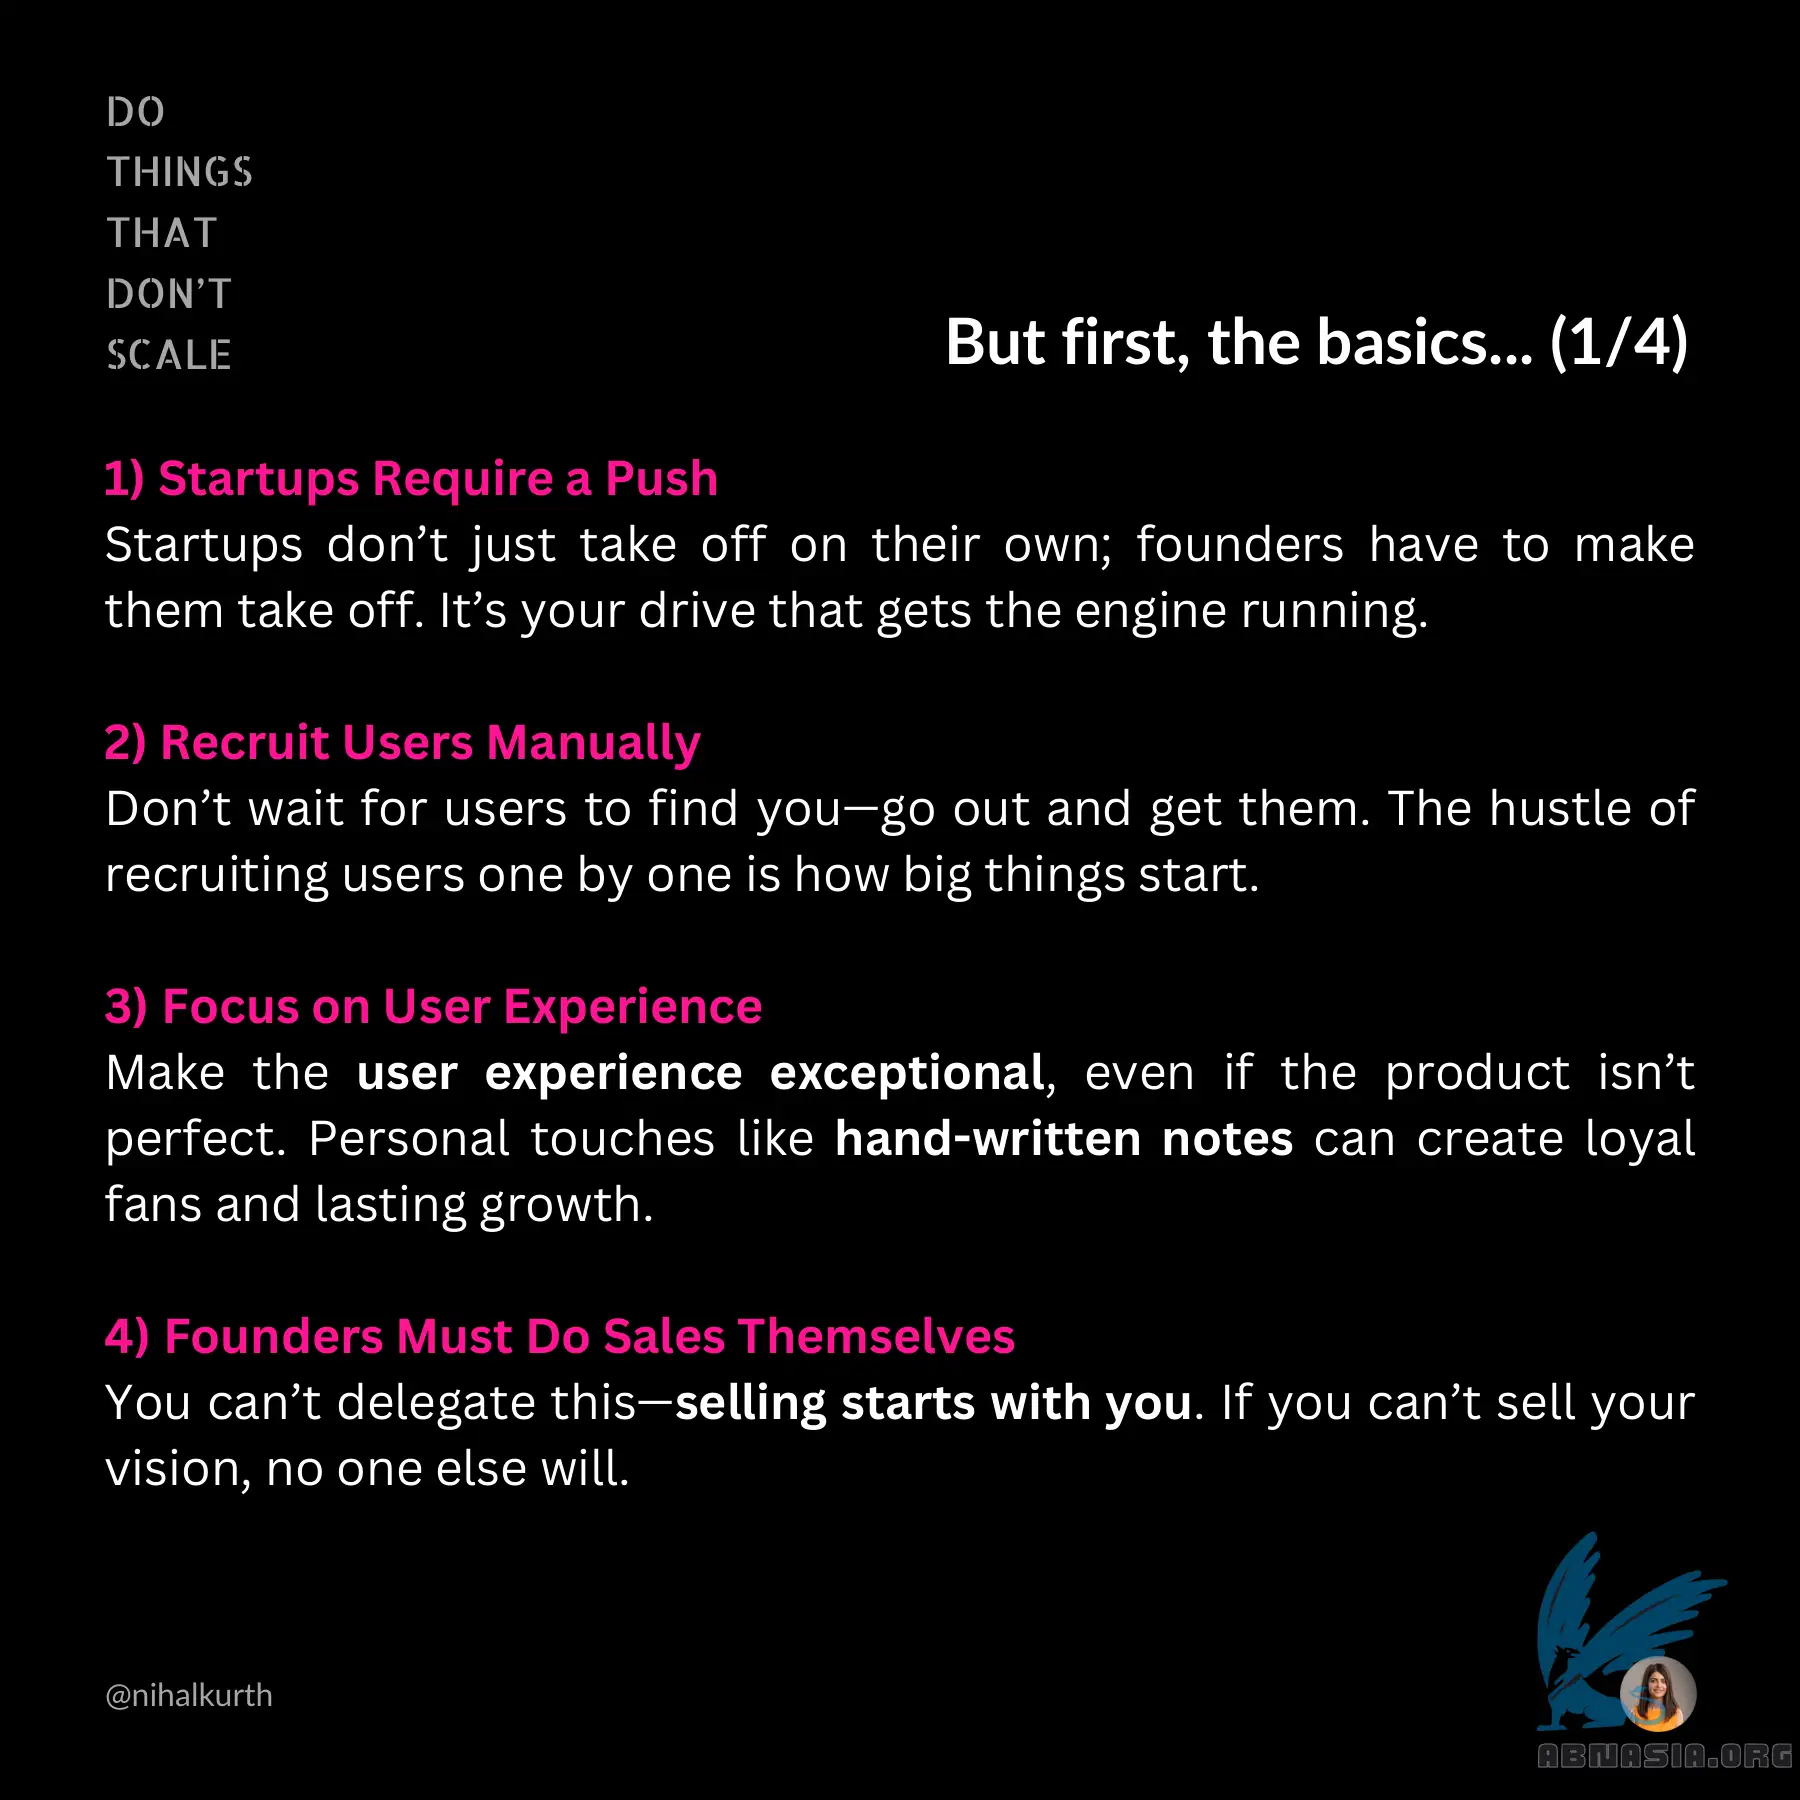 DO
THINGS
THAT
DON’T
SCALE
But first, the basics... (1/4)
1) Startups Require a Push
Startups don’t just take off on their own; founders have to make
them take off. It’s your drive that gets the engine running.
2) Recruit Users Manually
Don’t wait for users to find you—go out and get them. The hustle of
recruiting users one by one is how big things start.
3) Focus on User Experience
Make the user experience exceptional, even if the product isn’t
perfect. Personal touches like hand-written notes can create loyal
fans and lasting growth.
4) Founders Must Do Sales Themselves
You can’t delegate this—selling starts with you. If you can’t sell your
vision, no one else will.
@nihalkurth
ABNASIA.ORG